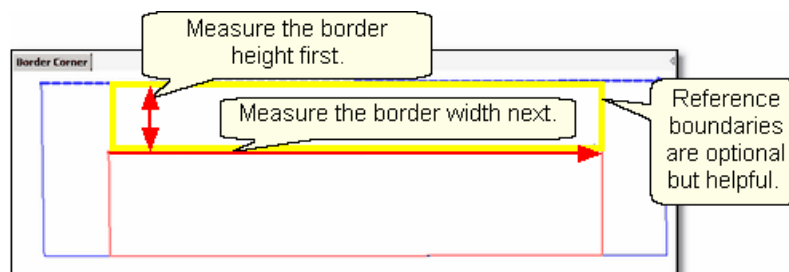 Measure the border
height first.
Border Corner
Measure the border width next.
Reference
boundaries
are optional
but helpful.